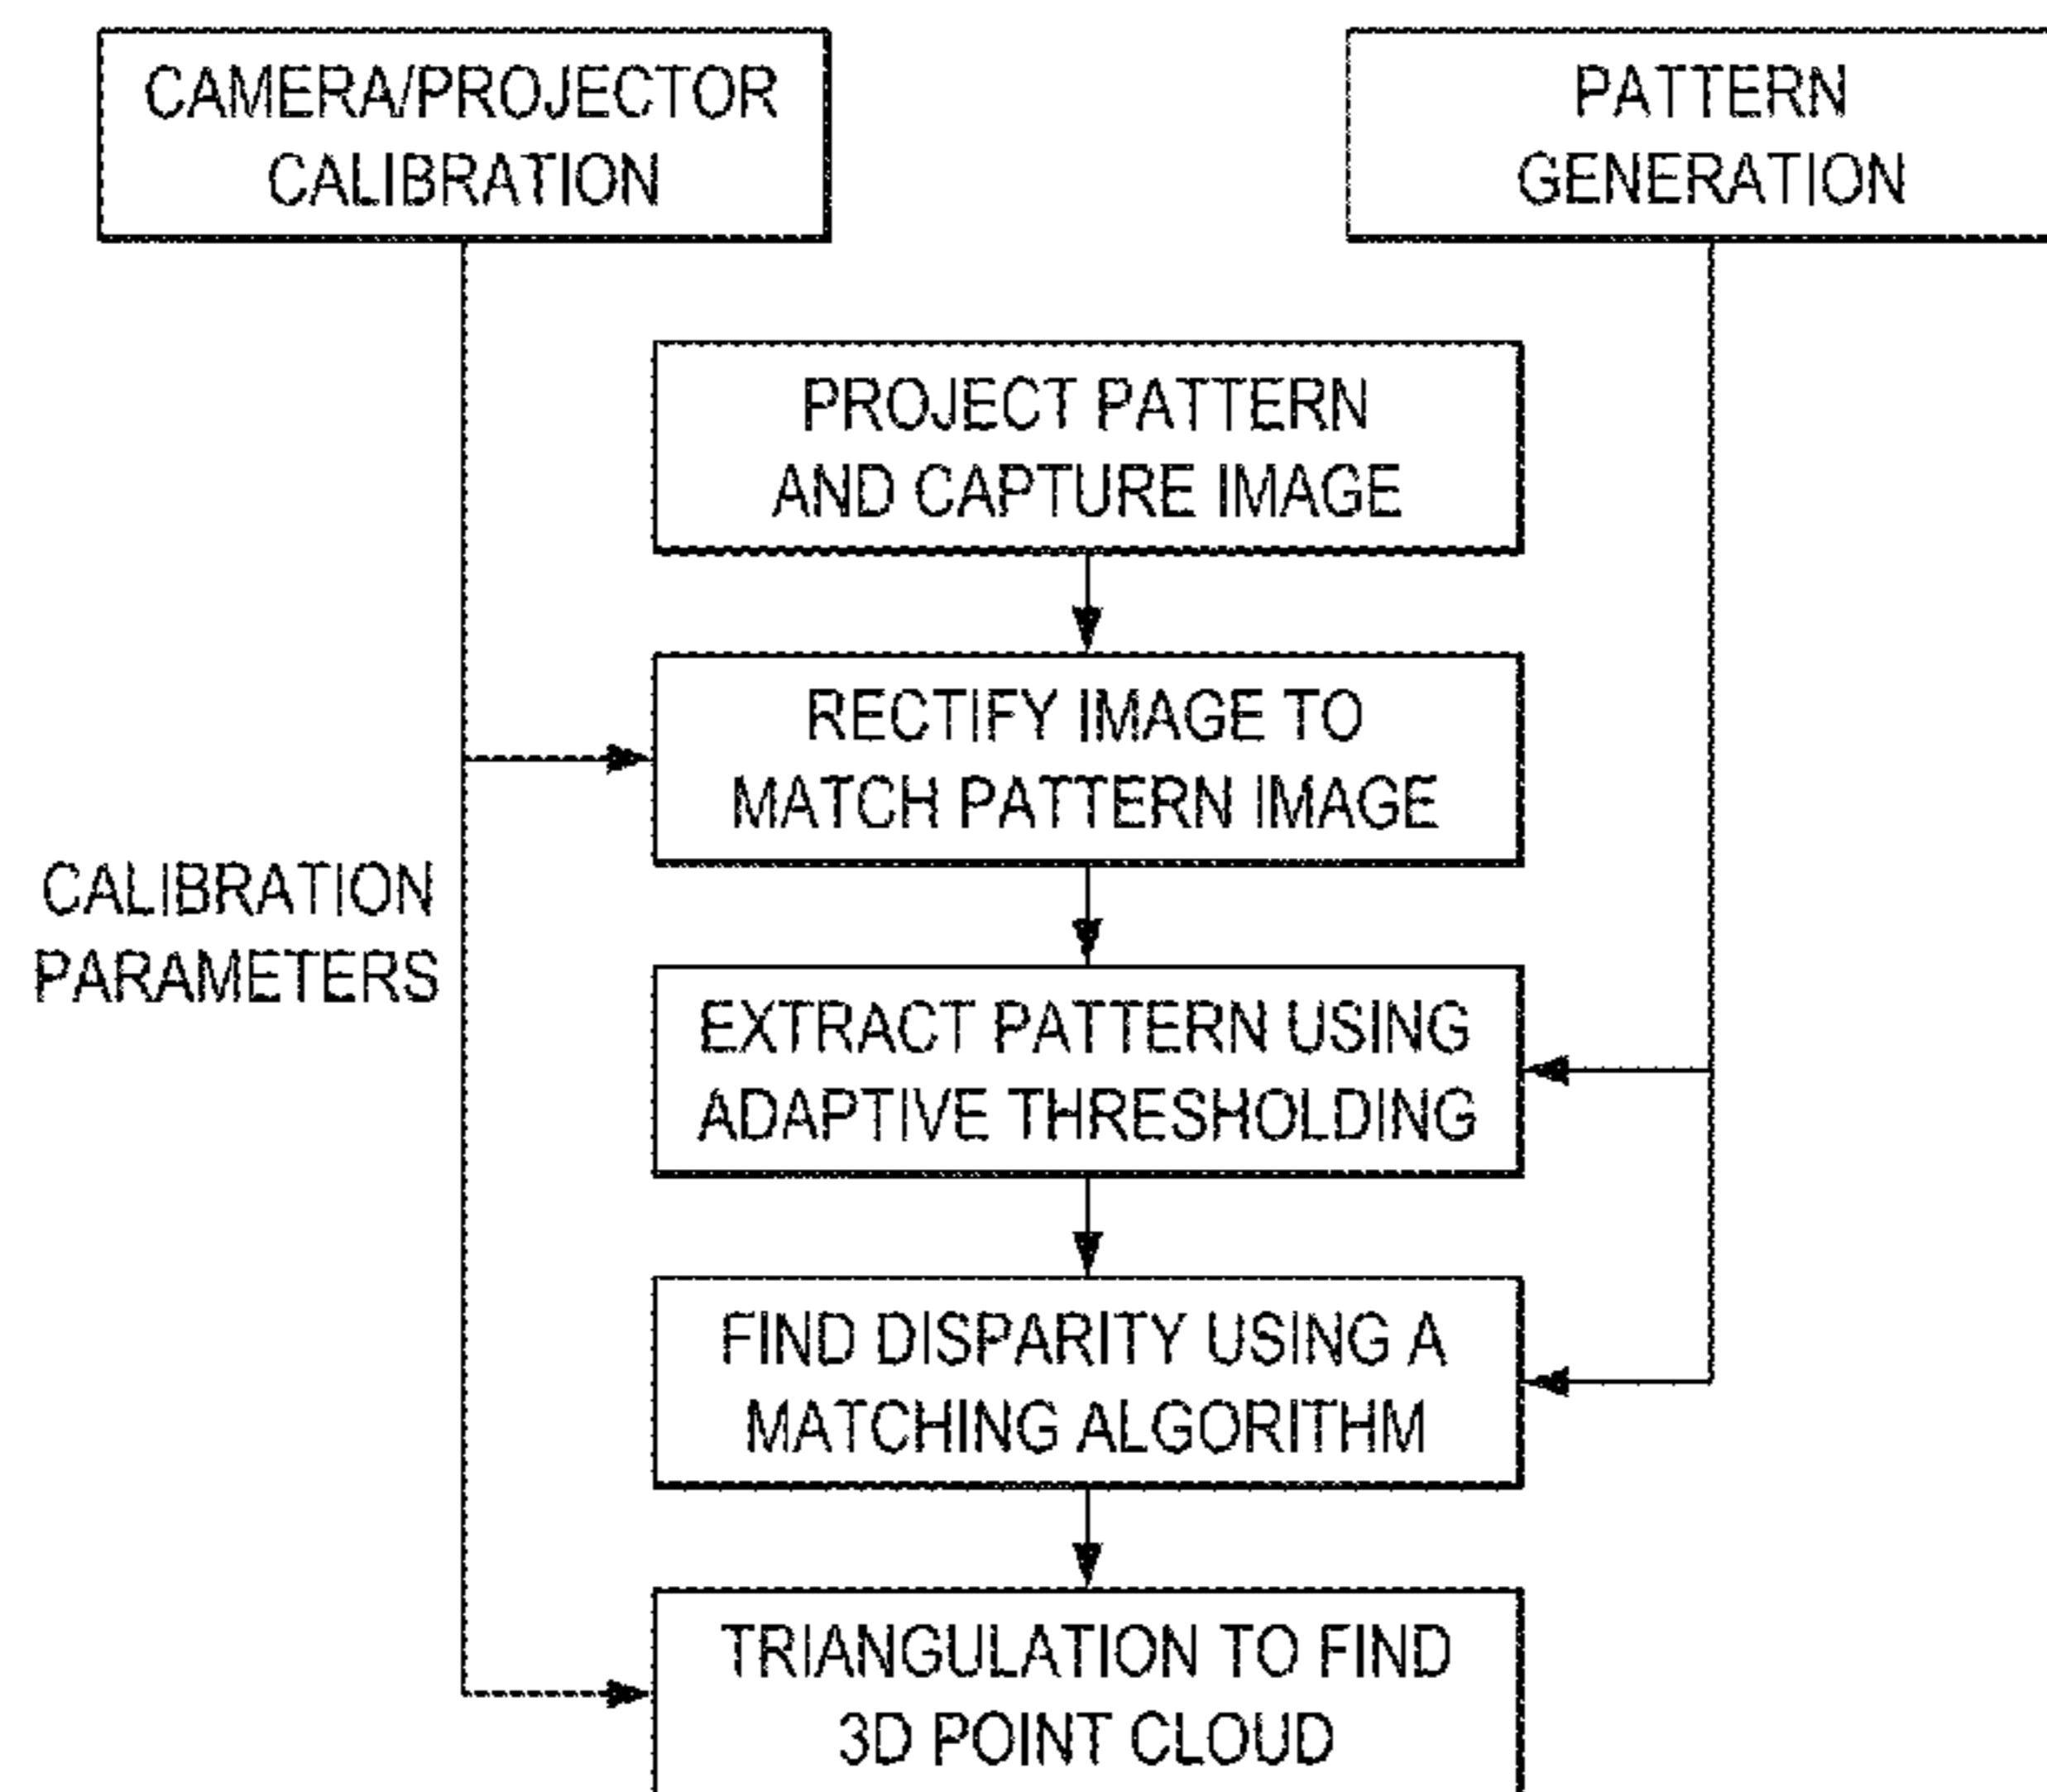 CAMERA/PROJECTOR
CALIBRATION
PATTERN
GENERATION
PROJECT PATTERN
AND CAPTURE IMAGE
RECTIFY IMAGE TO
MATCH PATTERN IMAGE
CALIBRATION
PARAMETERS
EXTRACT PATTERN USING
ADAPTIVE THRESHOLDING
FIND DISPARITY USING A
MATCHING ALGORITHM
TRIANGULATION TO FIND
3D POINT CLOUD